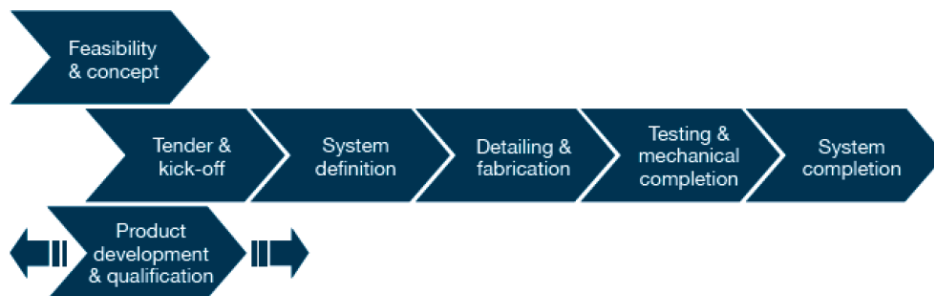 Feasibility
& concept
Tender &
kick-off
System
definition
Detailing &
fabrication
Testing &
mechanical
completion
System
completion
Product
development
& qualification